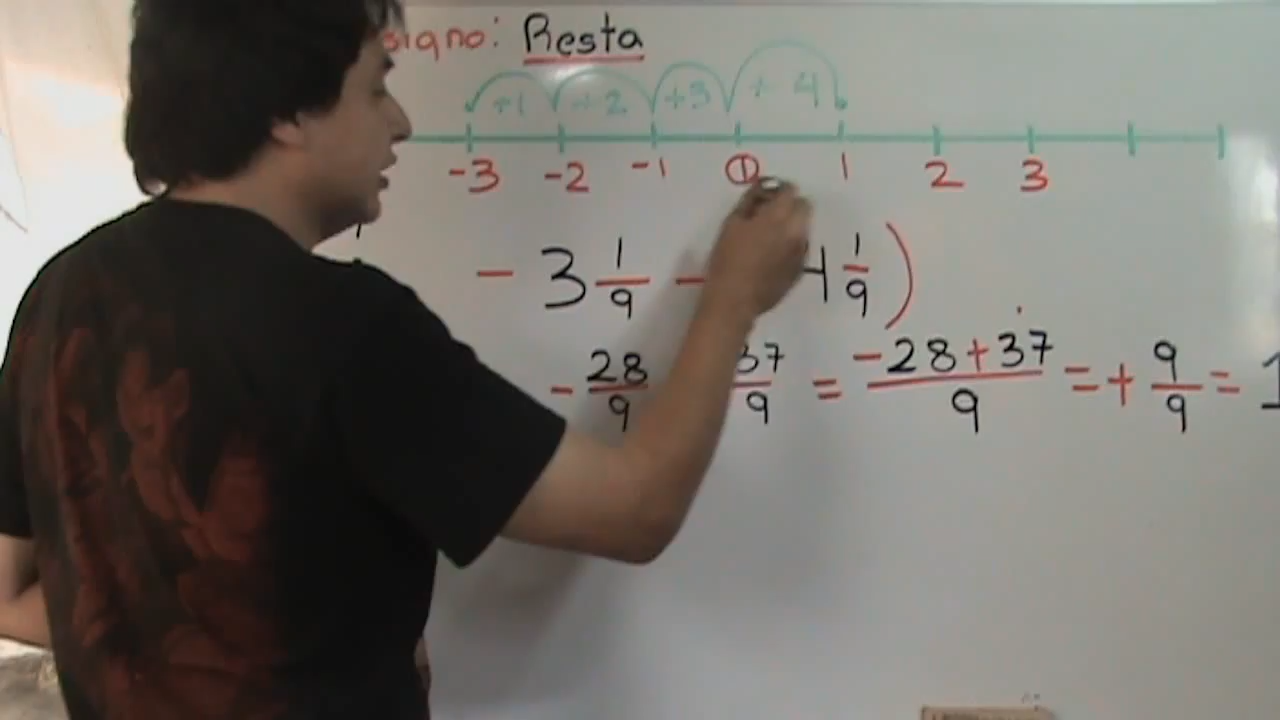 signo: Resta
+1 +2 +3 + 4
-3 -2 -1 0 1 2 3
- 3 1/9 - 4 1/9 )
- 28/9 37/9 = -28+37/9 = + 9/9 = 1